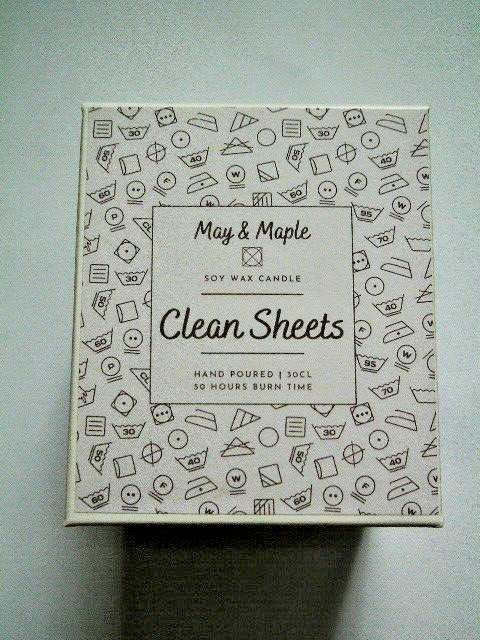 May & Maple
SOY WAX CANDLE
Clean Sheets
HAND POURED | 30CL
50 HOURS BURN TIME